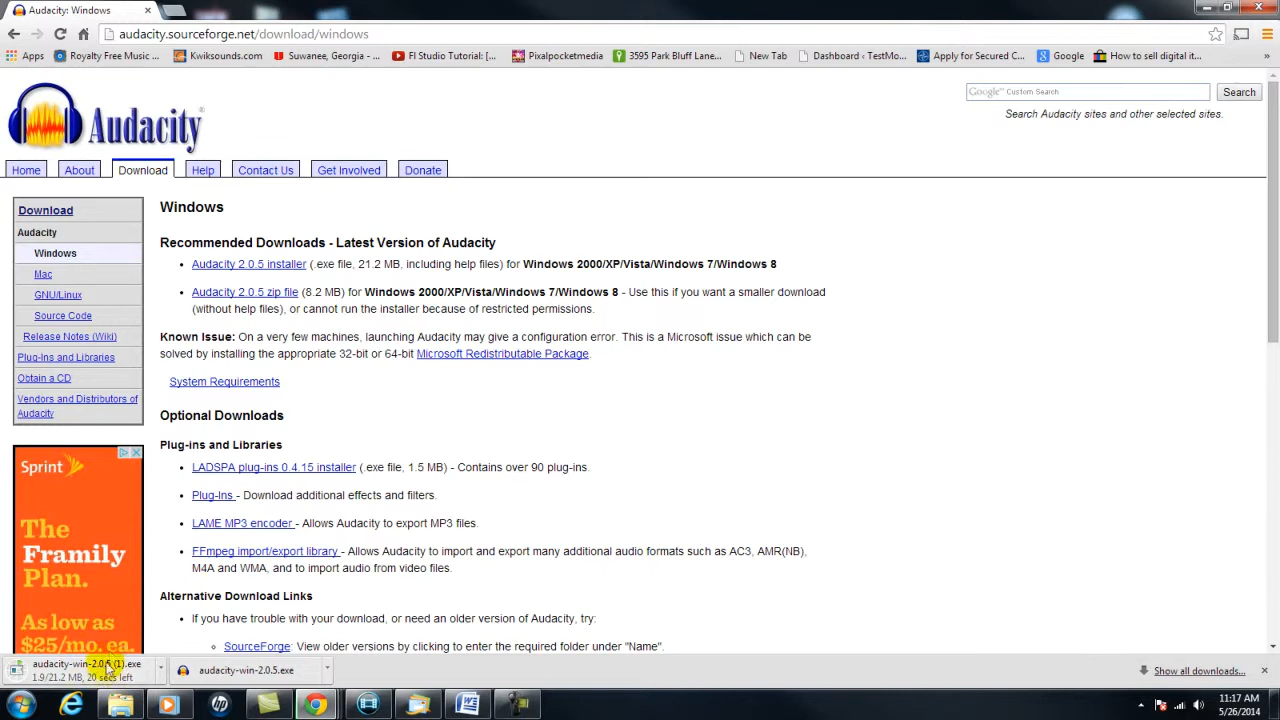 Audacity: Windows
audacity.sourceforge.net/download/windows
Apps Royalty Free Music ... Kwiksounds.com Suwanee, Georgia - ... FI Studio Tutorial: [... Pixalpocketmedia 3595 Park Bluff Lane... New Tab Dashboard ‹ TestMo... Apply for Secured C... Google How to sell digital it... »
Audacity®
Google™ Custom Search Search
Search Audacity sites and other selected sites.
Home About Download Help Contact Us Get Involved Donate
Download
Audacity
Windows
Mac
GNU/Linux
Source Code
Release Notes (Wiki)
Plug-Ins and Libraries
Obtain a CD
Vendors and Distributors of
Audacity
Sprint
The
Framily
Plan.
As low as
$25/mo. ea.
Windows
Recommended Downloads - Latest Version of Audacity
• Audacity 2.0.5 installer (.exe file, 21.2 MB, including help files) for Windows 2000/XP/Vista/Windows 7/Windows 8
• Audacity 2.0.5 zip file (8.2 MB) for Windows 2000/XP/Vista/Windows 7/Windows 8 - Use this if you want a smaller download
(without help files), or cannot run the installer because of restricted permissions.
Known Issue: On a very few machines, launching Audacity may give a configuration error. This is a Microsoft issue which can be
solved by installing the appropriate 32-bit or 64-bit Microsoft Redistributable Package.
System Requirements
Optional Downloads
Plug-ins and Libraries
• LADSPA plug-ins 0.4.15 installer (.exe file, 1.5 MB) - Contains over 90 plug-ins.
• Plug-Ins - Download additional effects and filters.
• LAME MP3 encoder - Allows Audacity to export MP3 files.
• FFmpeg import/export library - Allows Audacity to import and export many additional audio formats such as AC3, AMR(NB),
M4A and WMA, and to import audio from video files.
Alternative Download Links
• If you have trouble with your download, or need an older version of Audacity, try:
SourceForge: View older versions by clicking to enter the required folder under "Name".
audacity-win-2.0.5 (1).exe
1.9/21.2 MB, 20 secs left
audacity-win-2.0.5.exe
Show all downloads...
11:17 AM
5/26/2014